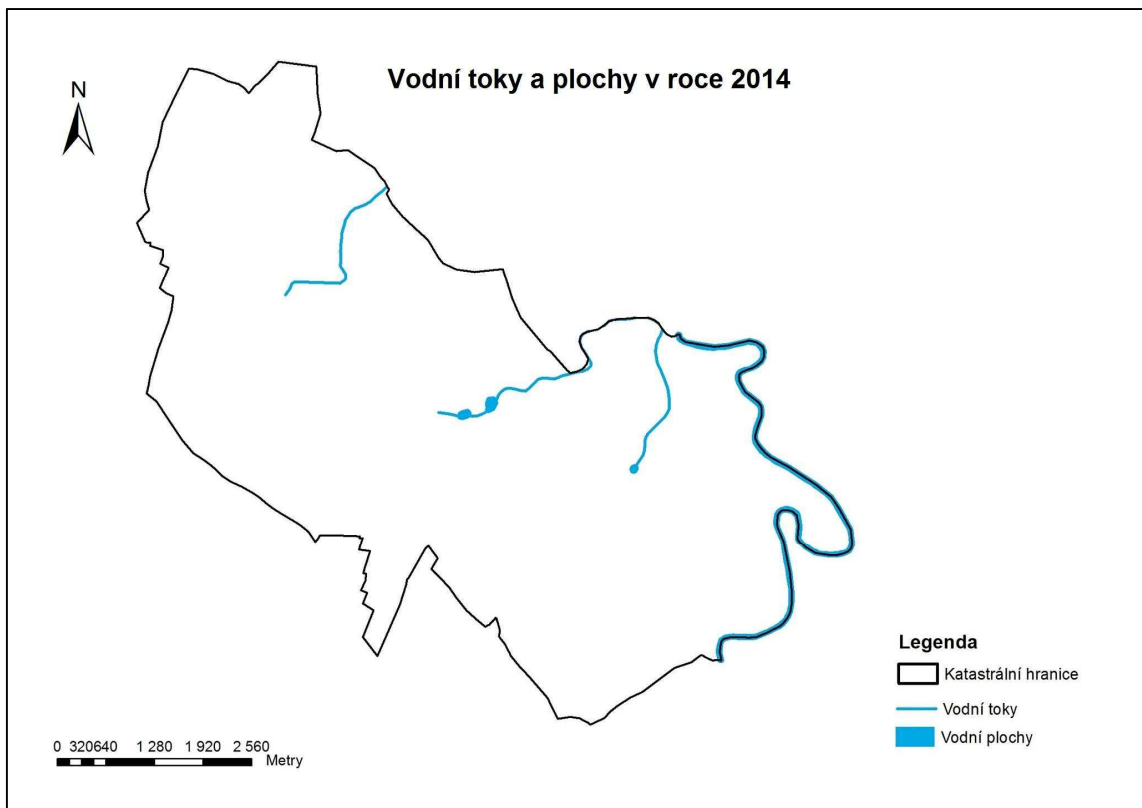 Vodní toky a plochy v roce 2014
N
Legenda
Katastrální hranice
Vodní toky
Vodní plochy
0 320640 1 280 1 920 2 560
Metry